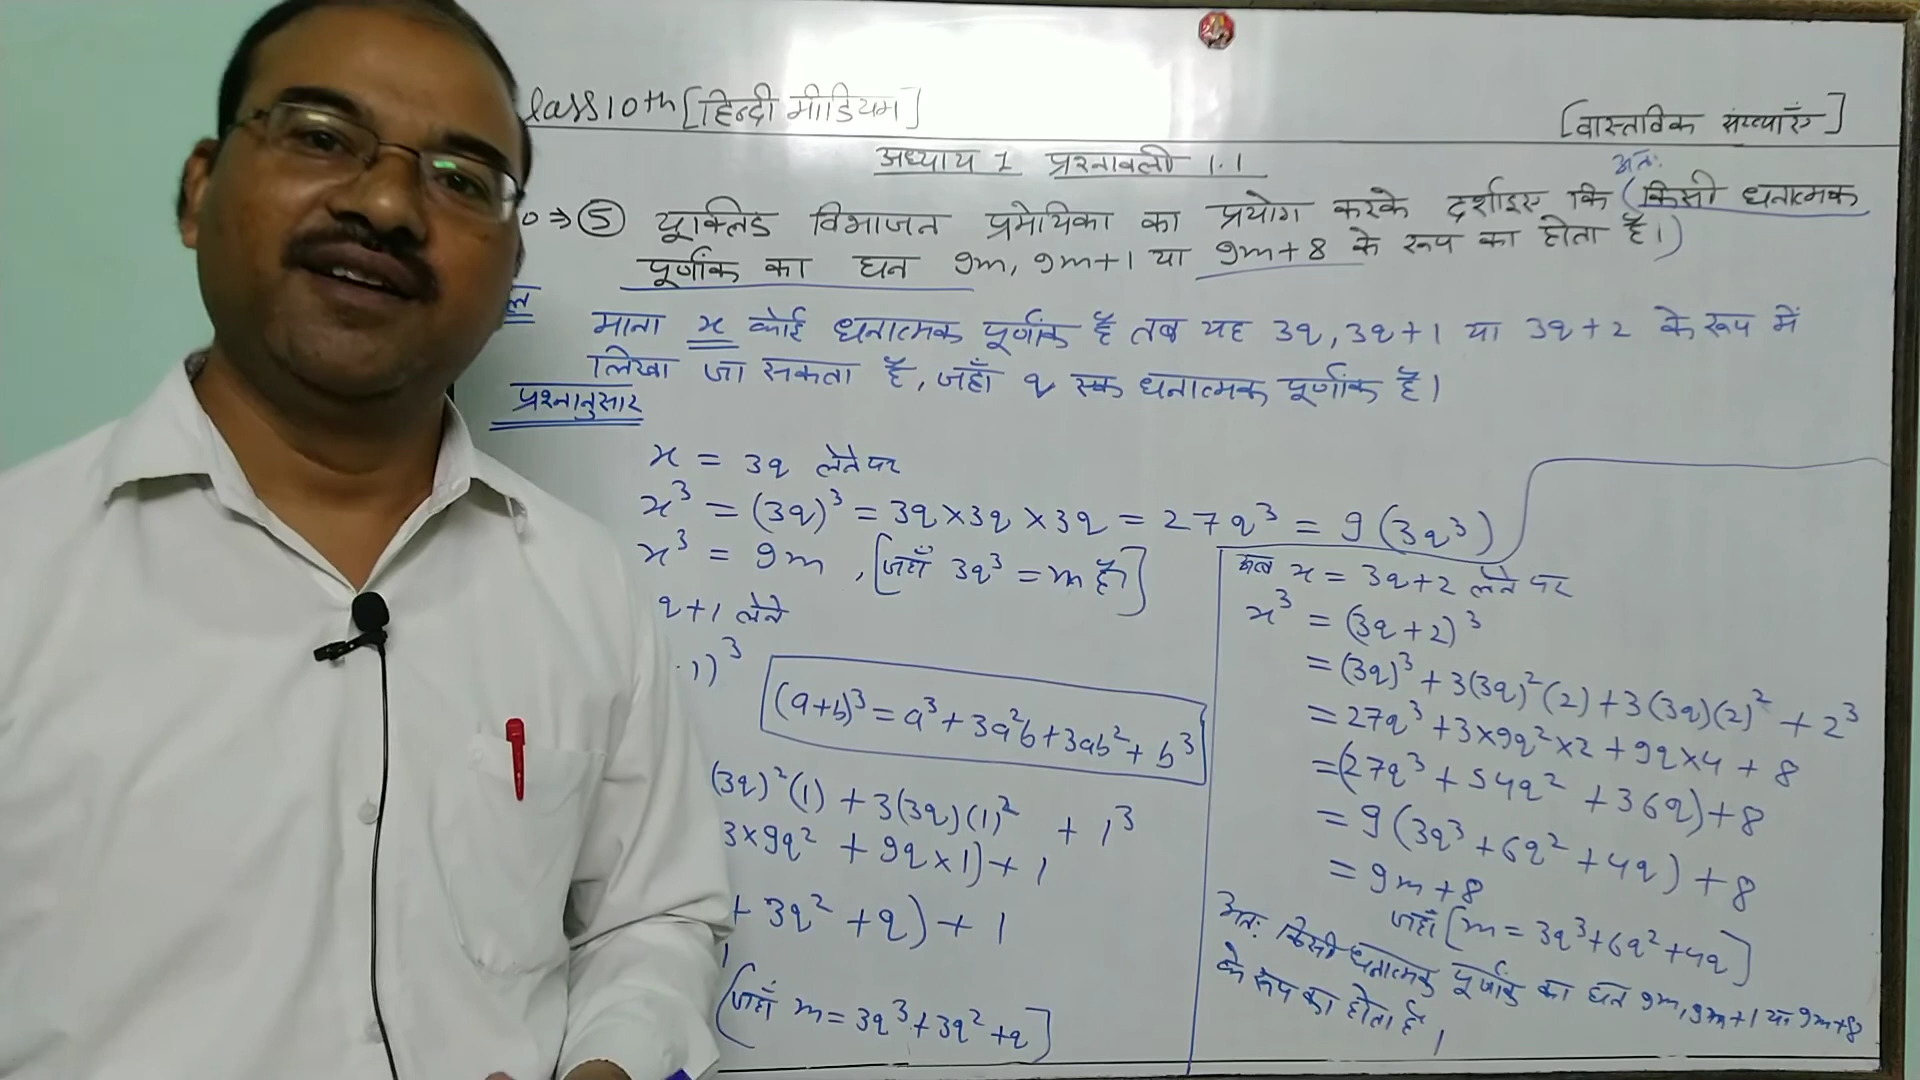 lass 10th [हिन्दी मीडियम]
[वास्तविक संख्याएँ]
अध्याय 1 प्रश्नावली 1.1
अतः
0⇒ (5) यूक्लिड विभाजन प्रमेयिका का प्रयोग करके दर्शाइए कि (किसी धनात्मक
पूर्णांक का घन 9m, 9m+1 या 9m+8 के रूप का होता है।)
ल माना x कोई धनात्मक पूर्णांक है तब यह 3q, 3q+1 या 3q+2 के रूप में
लिखा जा सकता है, जहाँ q एक धनात्मक पूर्णांक है।
प्रश्नानुसार
x = 3q लेने पर
x³ = (3q)³ = 3q×3q×3q = 27q³ = 9(3q³)
x³ = 9m, [जहाँ 3q³ = m है]
q+1 लेने
1)³
(a+b)³ = a³+3a²b+3ab²+b³
(3q)²(1) + 3(3q)(1)² + 1³
3×9q² + 9q×1) + 1
+ 3q² + q) + 1
1
[जहाँ m = 3q³+3q²+q]
अब x = 3q+2 लेने पर
x³ = (3q+2)³
= (3q)³ + 3(3q)²(2) + 3(3q)(2)² + 2³
= 27q³ + 3×9q²×2 + 9q×4 + 8
= (27q³ + 54q² + 36q) + 8
= 9(3q³ + 6q² + 4q) + 8
= 9m + 8
जहाँ [m = 3q³+6q²+4q]
अतः किसी धनात्मक पूर्णांक का घन 9m, 9m+1 या 9m+8
के रूप का होता है।